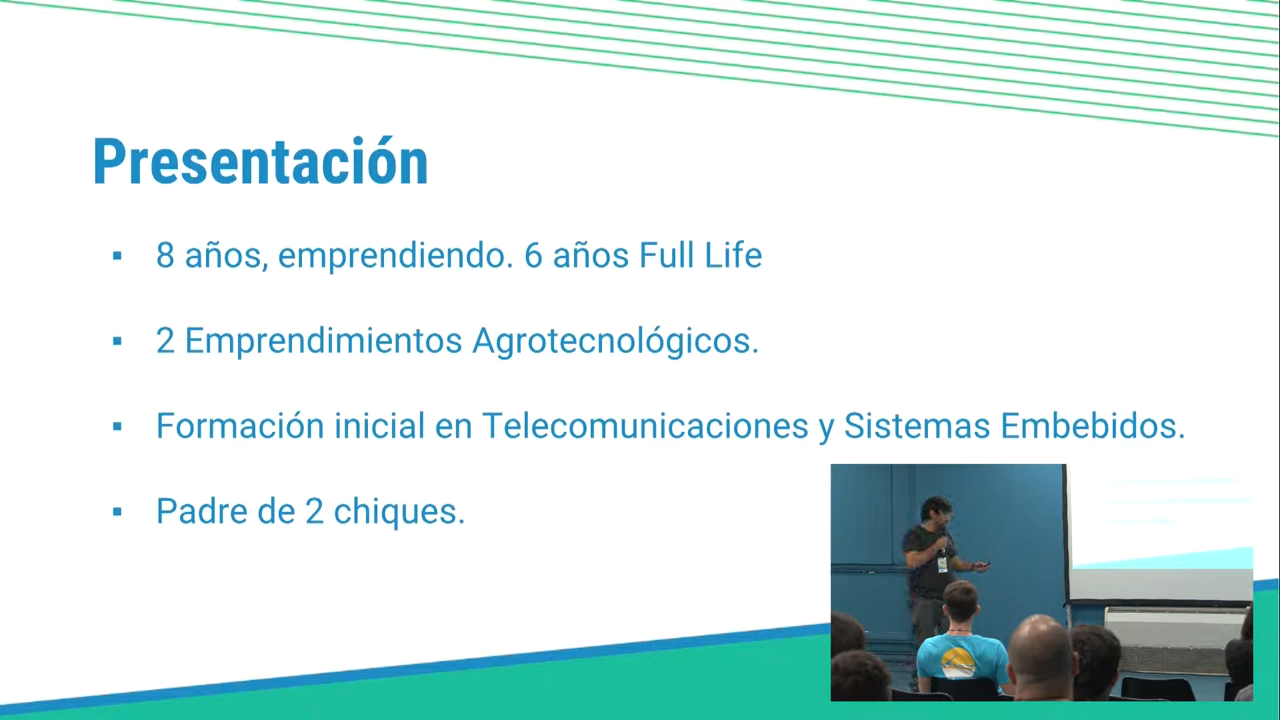 Presentación
▪ 8 años, emprendiendo. 6 años Full Life
▪ 2 Emprendimientos Agrotecnológicos.
▪ Formación inicial en Telecomunicaciones y Sistemas Embebidos.
▪ Padre de 2 chiques.